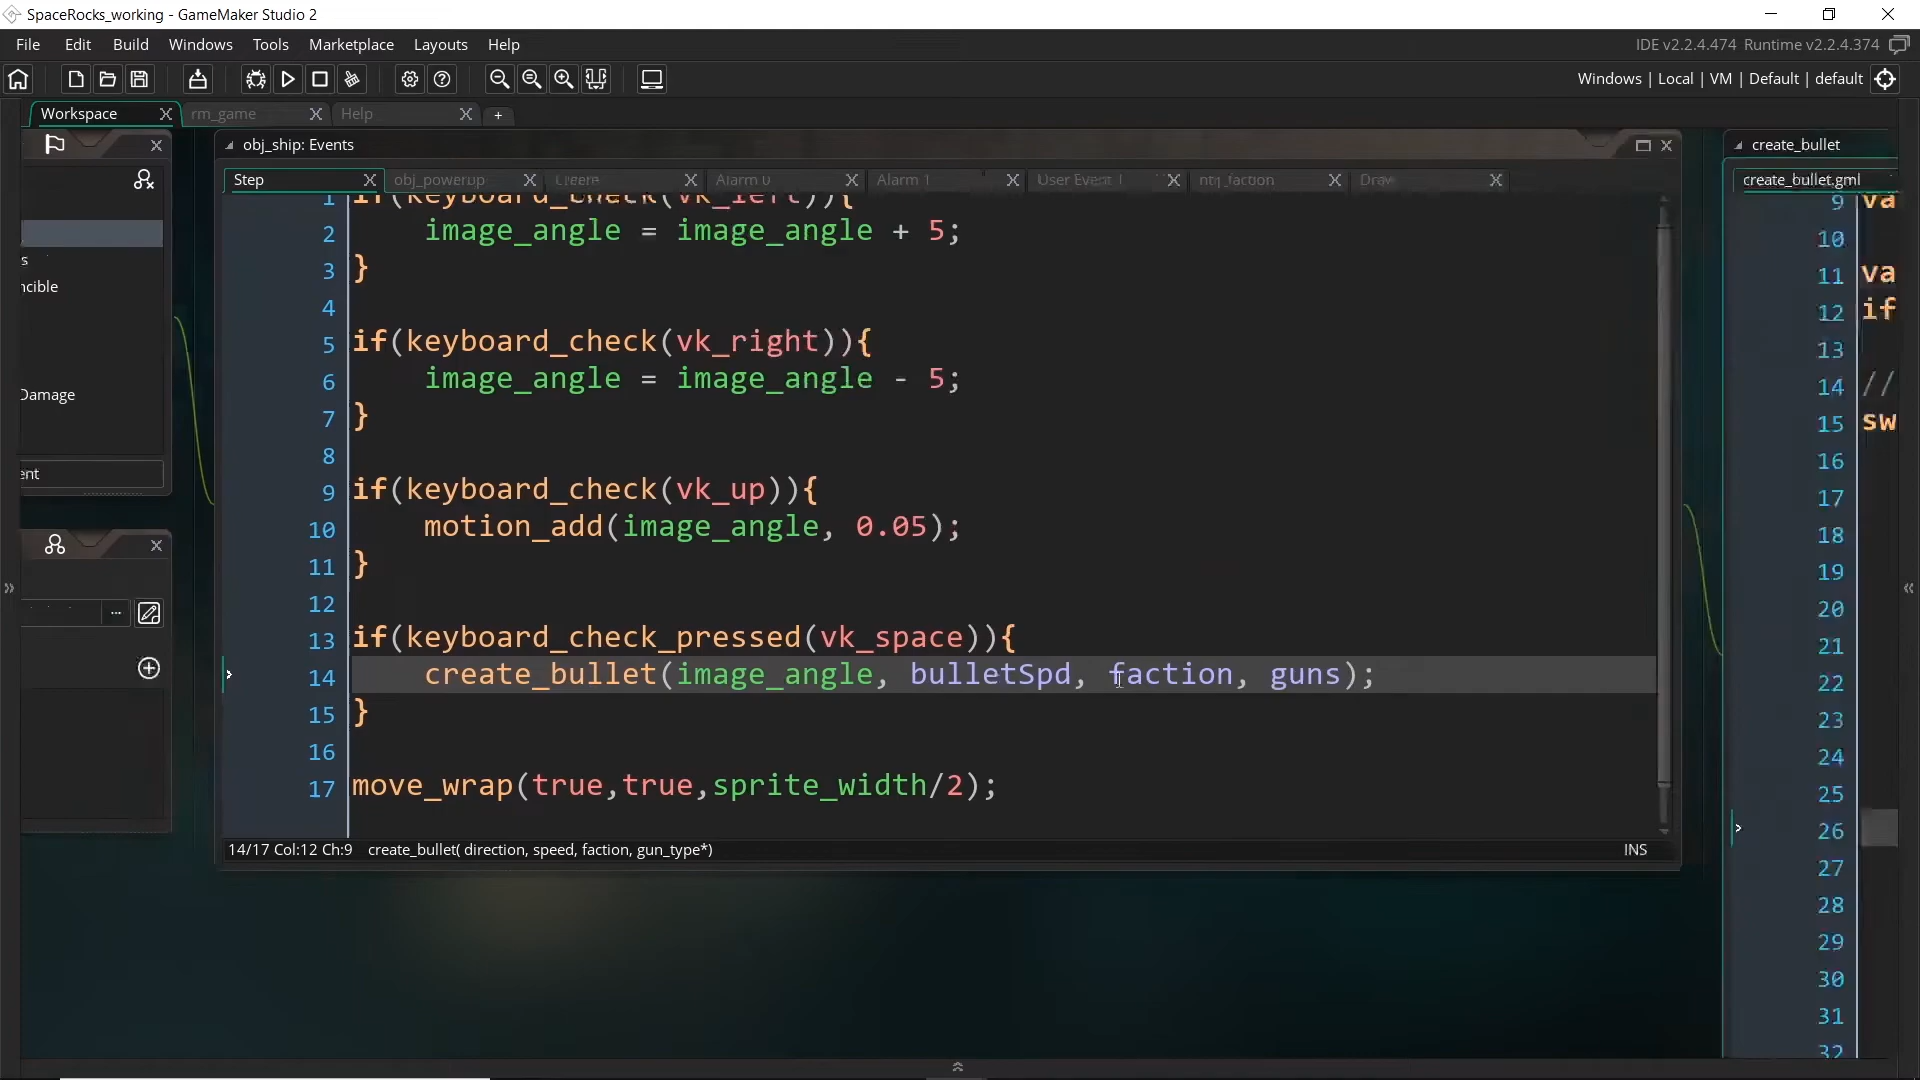 SpaceRocks_working - GameMaker Studio 2
File Edit Build Windows Tools Marketplace Layouts Help
IDE v2.2.4.474 Runtime v2.2.4.374
Windows | Local | VM | Default | default
Workspace rm_game Help
obj_ship: Events
Step obj_powerup Alarm 0 Alarm 1 User Event 1 Draw
1 if(keyboard_check(vk_left)){
2 image_angle = image_angle + 5;
3 }
4
5 if(keyboard_check(vk_right)){
6 image_angle = image_angle - 5;
7 }
8
9 if(keyboard_check(vk_up)){
10 motion_add(image_angle, 0.05);
11 }
12
13 if(keyboard_check_pressed(vk_space)){
14 create_bullet(image_angle, bulletSpd, faction, guns);
15 }
16
17 move_wrap(true,true,sprite_width/2);
14/17 Col:12 Ch:9 create_bullet( direction, speed, faction, gun_type*)
INS
s
ncible
Damage
ent
...
create_bullet
create_bullet.gml
9 va
10
11 va
12 if
13
14 //
15 sw
16
17
18
19
20
21
22
23
24
25
26
27
28
29
30
31
32